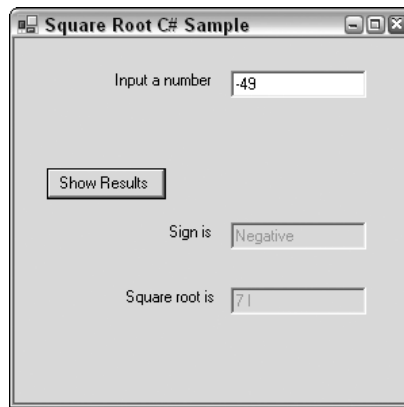 Square Root C# Sample
Input a number
-49
Show Results
Sign is
Negative
Square root is
7 I